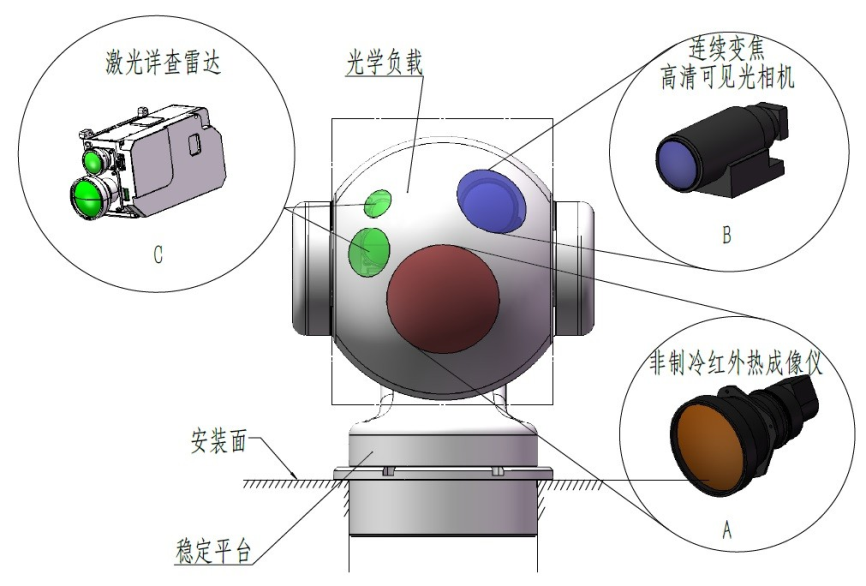 激光详查雷达
C
光学负载
连续变焦
高清可见光相机
B
非制冷红外热成像仪
A
安装面
稳定平台